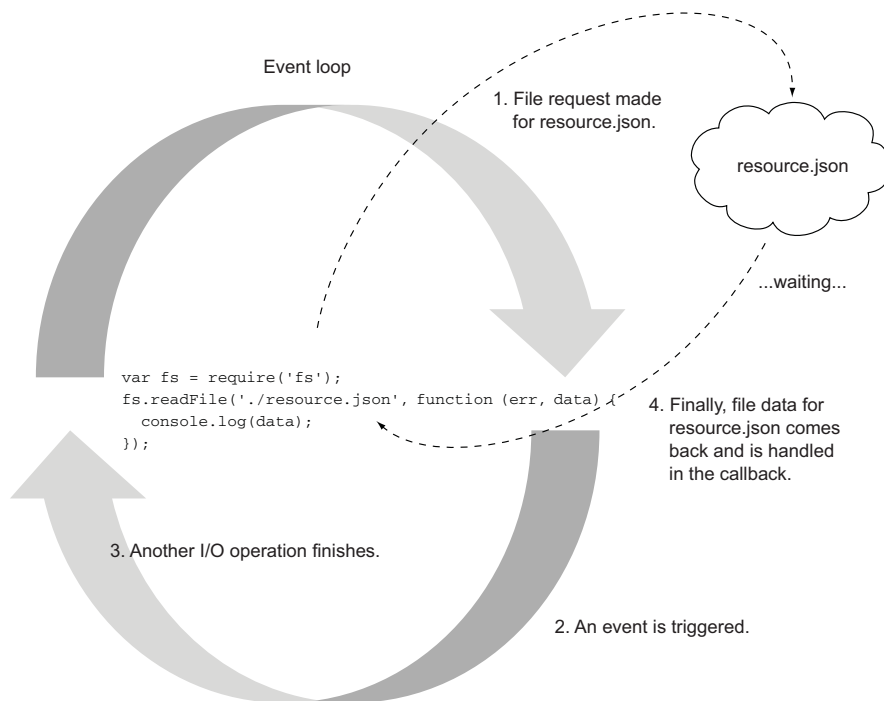 Event loop
1. File request made
for resource.json.
resource.json
...waiting...
var fs = require('fs');
fs.readFile('./resource.json', function (err, data) {
  console.log(data);
});
4. Finally, file data for
resource.json comes
back and is handled
in the callback.
3. Another I/O operation finishes.
2. An event is triggered.